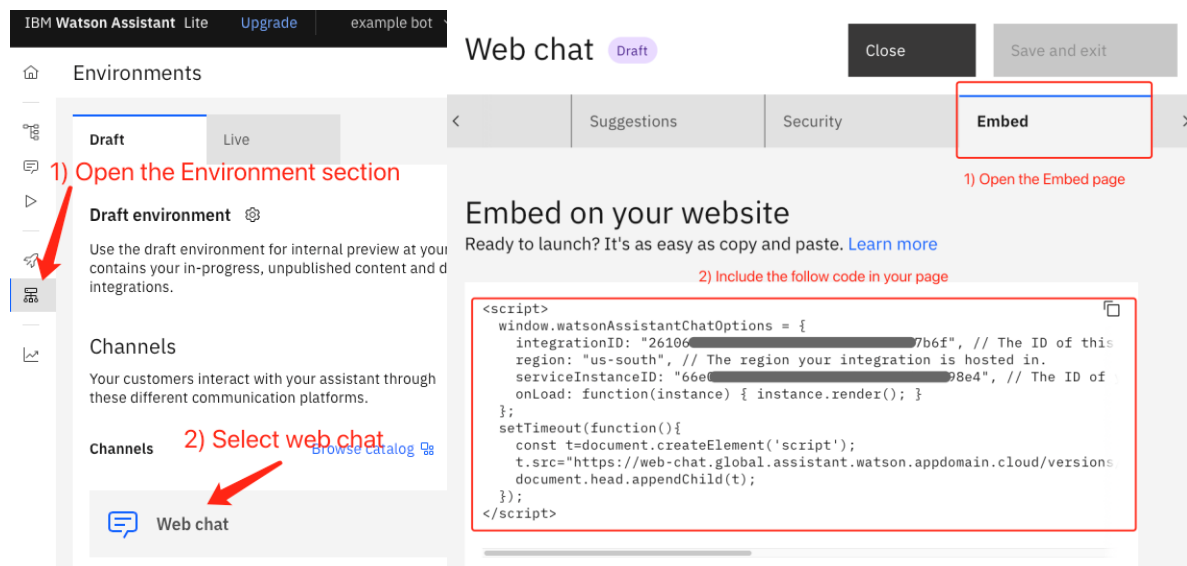 IBM Watson Assistant Lite Upgrade example bot
Environments
Draft Live
1) Open the Environment section
Draft environment
Use the draft environment for internal preview at your
contains your in-progress, unpublished content and d
integrations.
Channels
Your customers interact with your assistant through
these different communication platforms.
2) Select web chat
Channels Browse catalog
Web chat
Web chat Draft Close Save and exit
Suggestions Security Embed
1) Open the Embed page
Embed on your website
Ready to launch? It's as easy as copy and paste. Learn more
2) Include the follow code in your page
<script>
window.watsonAssistantChatOptions = {
integrationID: "26106 7b6f", // The ID of this
region: "us-south", // The region your integration is hosted in.
serviceInstanceID: "66e 98e4", // The ID of
onLoad: function(instance) { instance.render(); }
};
setTimeout(function(){
const t=document.createElement('script');
t.src="https://web-chat.global.assistant.watson.appdomain.cloud/versions
document.head.appendChild(t);
});
</script>